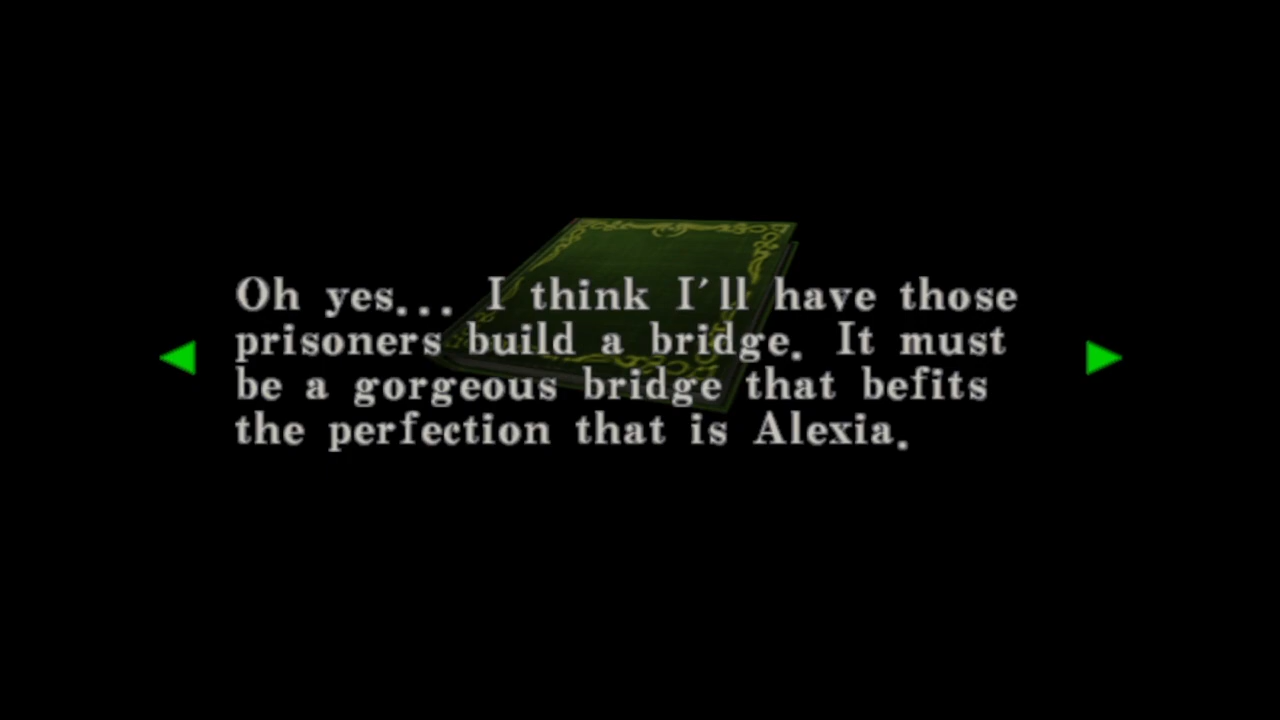 Oh yes... I think I'll have those
prisoners build a bridge. It must
be a gorgeous bridge that befits
the perfection that is Alexia.